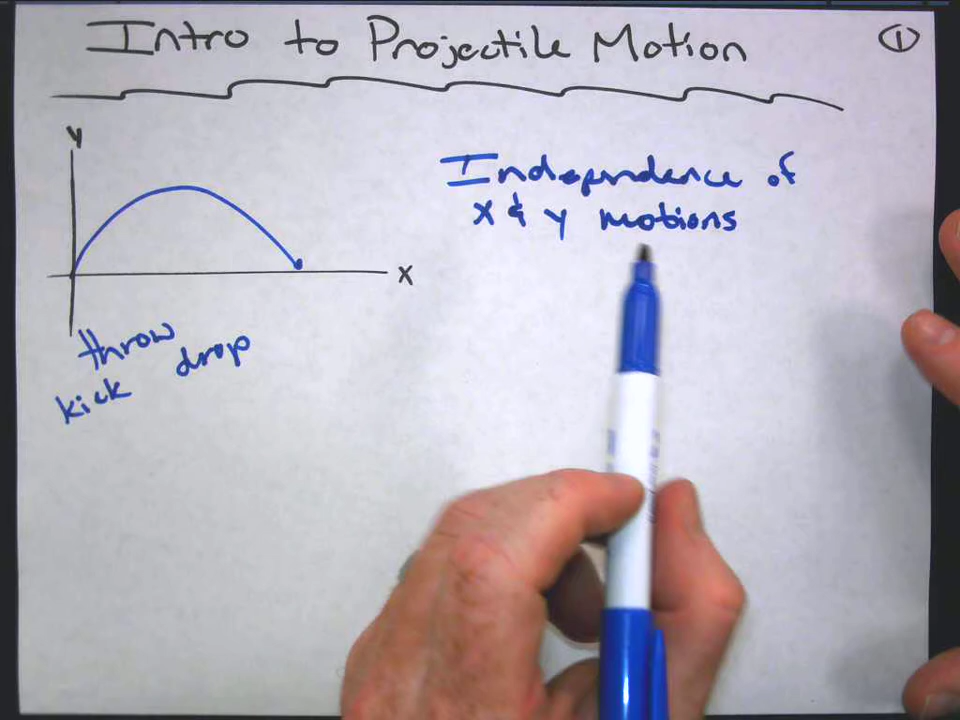 Intro to Projectile Motion
①
y
x
throw
drop
kick
Independence of
x & y motions